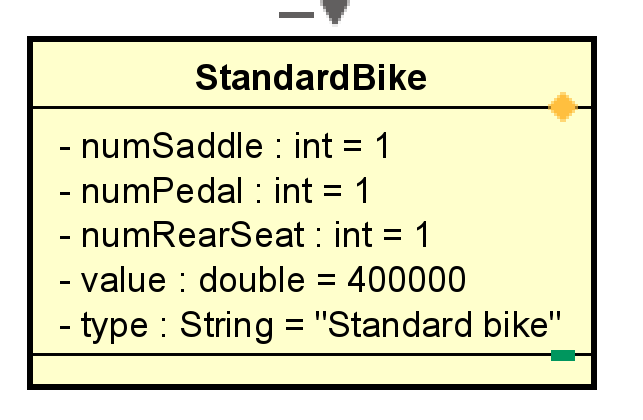 StandardBike
- numSaddle : int = 1
- numPedal : int = 1
- numRearSeat : int = 1
- value : double = 400000
- type : String = "Standard bike"